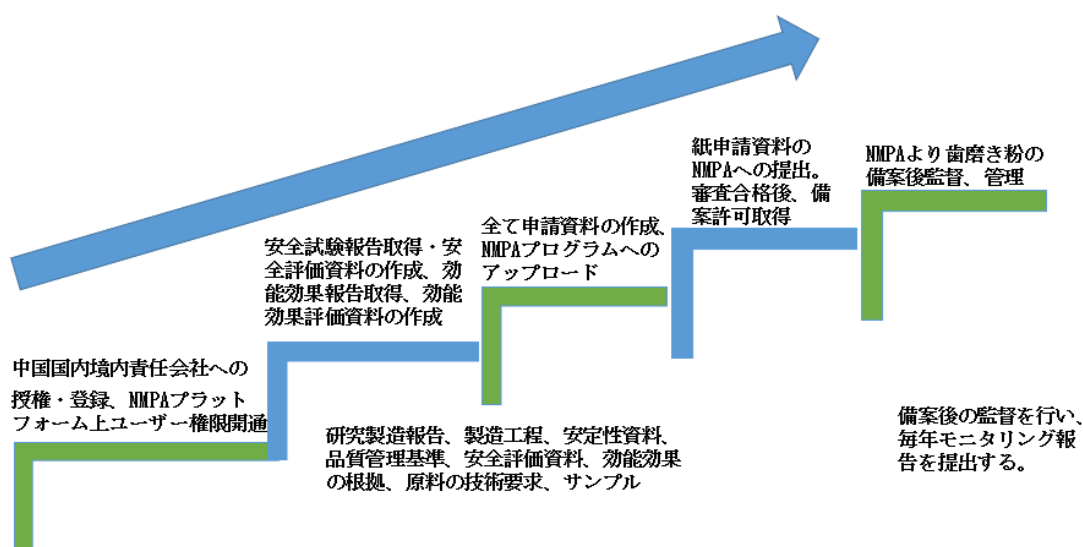 中国国内境内責任会社への
授権・登録、NMPAプラット
フォーム上ユーザー権限開通
安全試験報告取得・安
全評価資料の作成、効
能効果報告取得、効能
効果評価資料の作成
全て申請資料の作成、
NMPAプログラムへの
アップロード
紙申請資料の
NMPAへの提出。
審査合格後、備
案許可取得
NMPAより歯磨き粉の
備案後監督、管理
研究製造報告、製造工程、安定性資料、
品質管理基準、安全評価資料、効能効果
の根拠、原料の技術要求、サンプル
備案後の監督を行い、
毎年モニタリング報
告を提出する。